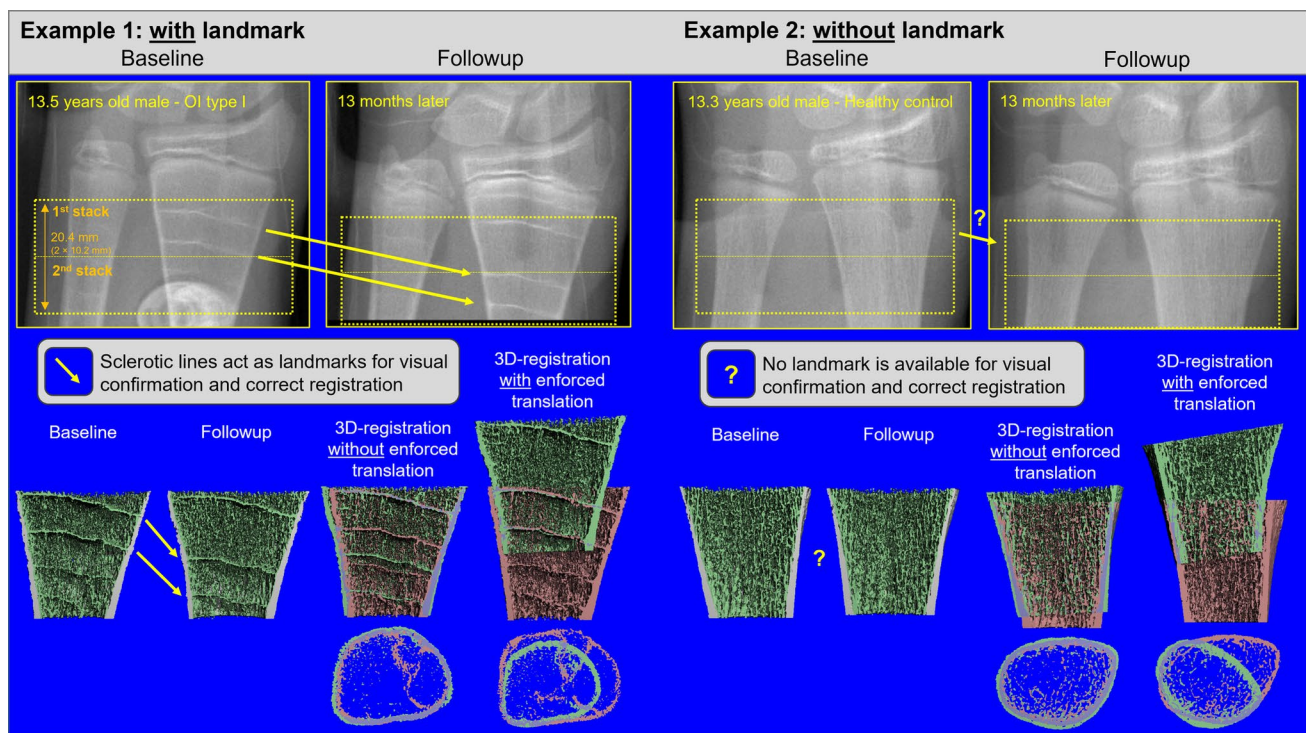 Example 1: with landmark
Baseline
Followup
13.5 years old male - OI type I
13 months later
1st stack
20.4 mm
(2 × 10.2 mm)
2nd stack
Sclerotic lines act as landmarks for visual
confirmation and correct registration
Baseline
Followup
3D-registration
without enforced
translation
3D-registration
with enforced
translation
Example 2: without landmark
Baseline
Followup
13.3 years old male - Healthy control
13 months later
?
?
No landmark is available for visual
confirmation and correct registration
Baseline
Followup
?
3D-registration
without enforced
translation
3D-registration
with enforced
translation